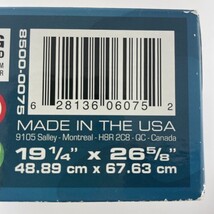 8500-0075
6 28136 06075 2
MADE IN THE USA
9105 Salley - Montreal - H8R 2C8 - QC - Canada
19 1/4" x 26 5/8"
48.89 cm x 67.63 cm